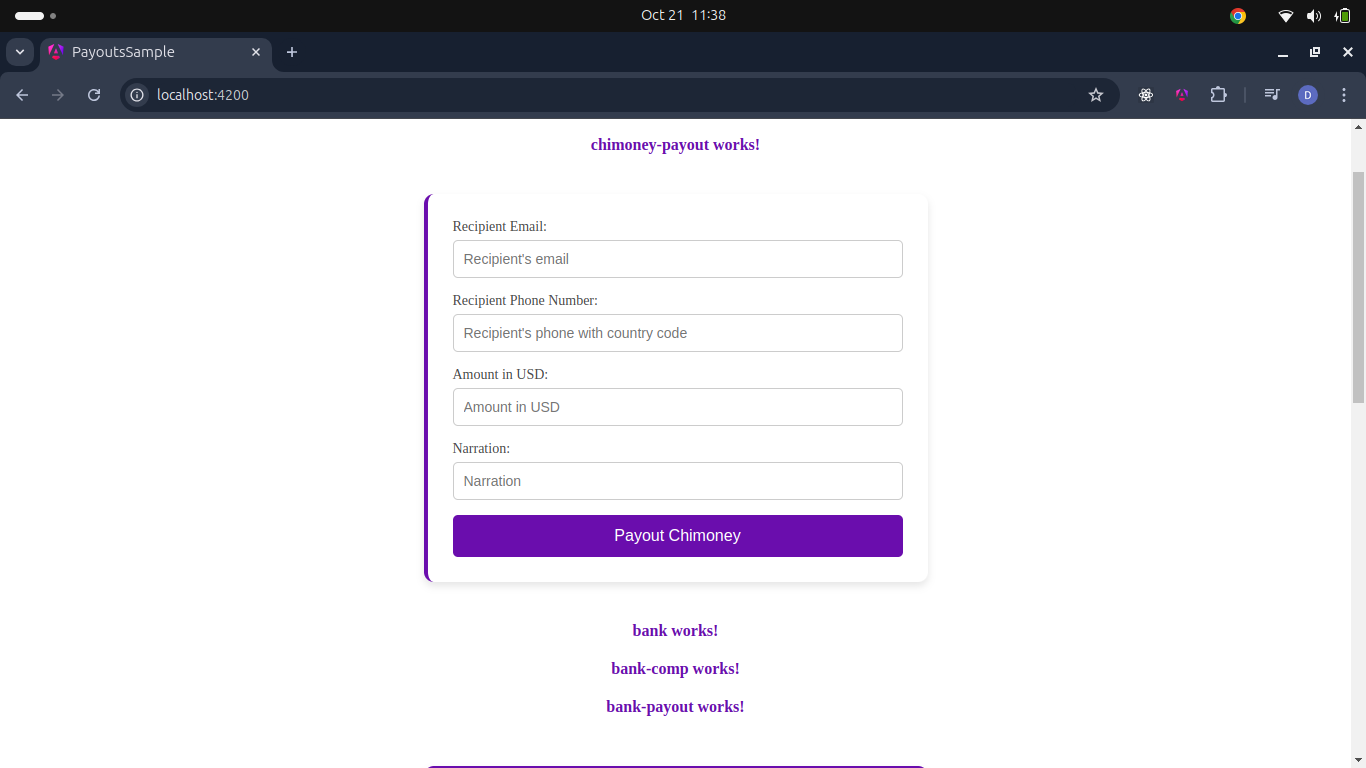 Oct 21 11:38
PayoutsSample
localhost:4200
D
chimoney-payout works!
Recipient Email:
Recipient's email
Recipient Phone Number:
Recipient's phone with country code
Amount in USD:
Amount in USD
Narration:
Narration
Payout Chimoney
bank works!
bank-comp works!
bank-payout works!